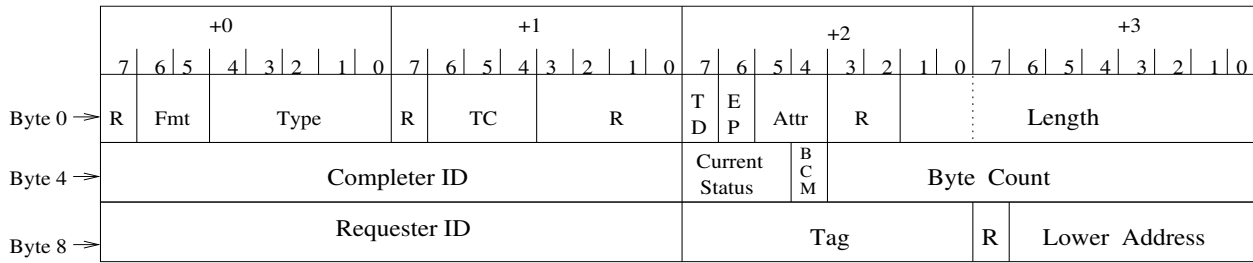 +0 +1 +2 +3
7 6 5 4 3 2 1 0 7 6 5 4 3 2 1 0 7 6 5 4 3 2 1 0 7 6 5 4 3 2 1 0
Byte 0 R Fmt Type R TC R TD EP Attr R Length
Byte 4 Completer ID Current Status BCM Byte Count
Byte 8 Requester ID Tag R Lower Address